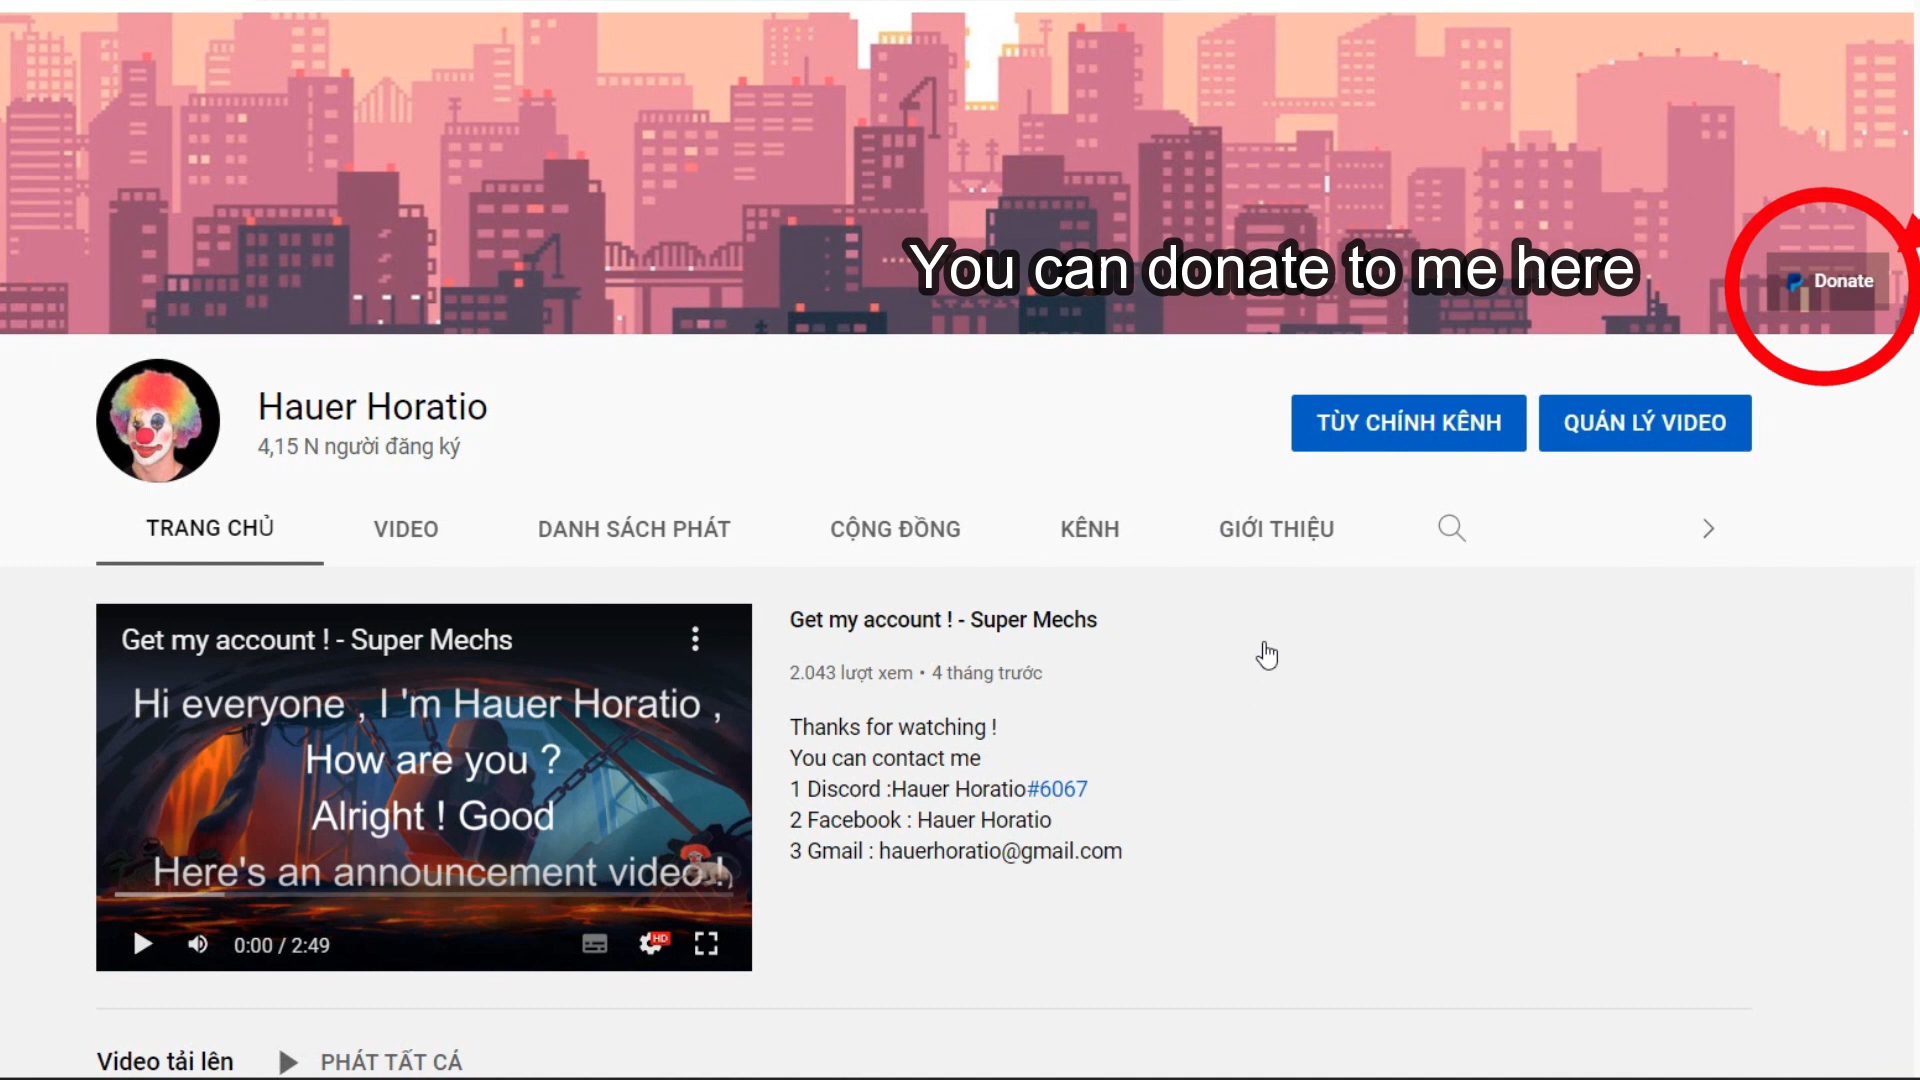 You can donate to me here
Donate
Hauer Horatio
4,15 N người đăng ký
TÙY CHỈNH KÊNH
QUẢN LÝ VIDEO
TRANG CHỦ
VIDEO
DANH SÁCH PHÁT
CỘNG ĐỒNG
KÊNH
GIỚI THIỆU
Get my account ! - Super Mechs
Hi everyone , I 'm Hauer Horatio ,
How are you ?
Alright ! Good
Here's an announcement video !,
0:00 / 2:49
HD
Get my account ! - Super Mechs
2.043 lượt xem • 4 tháng trước
Thanks for watching !
You can contact me
1 Discord :Hauer Horatio#6067
2 Facebook : Hauer Horatio
3 Gmail : hauerhoratio@gmail.com
Video tải lên
PHÁT TẤT CẢ